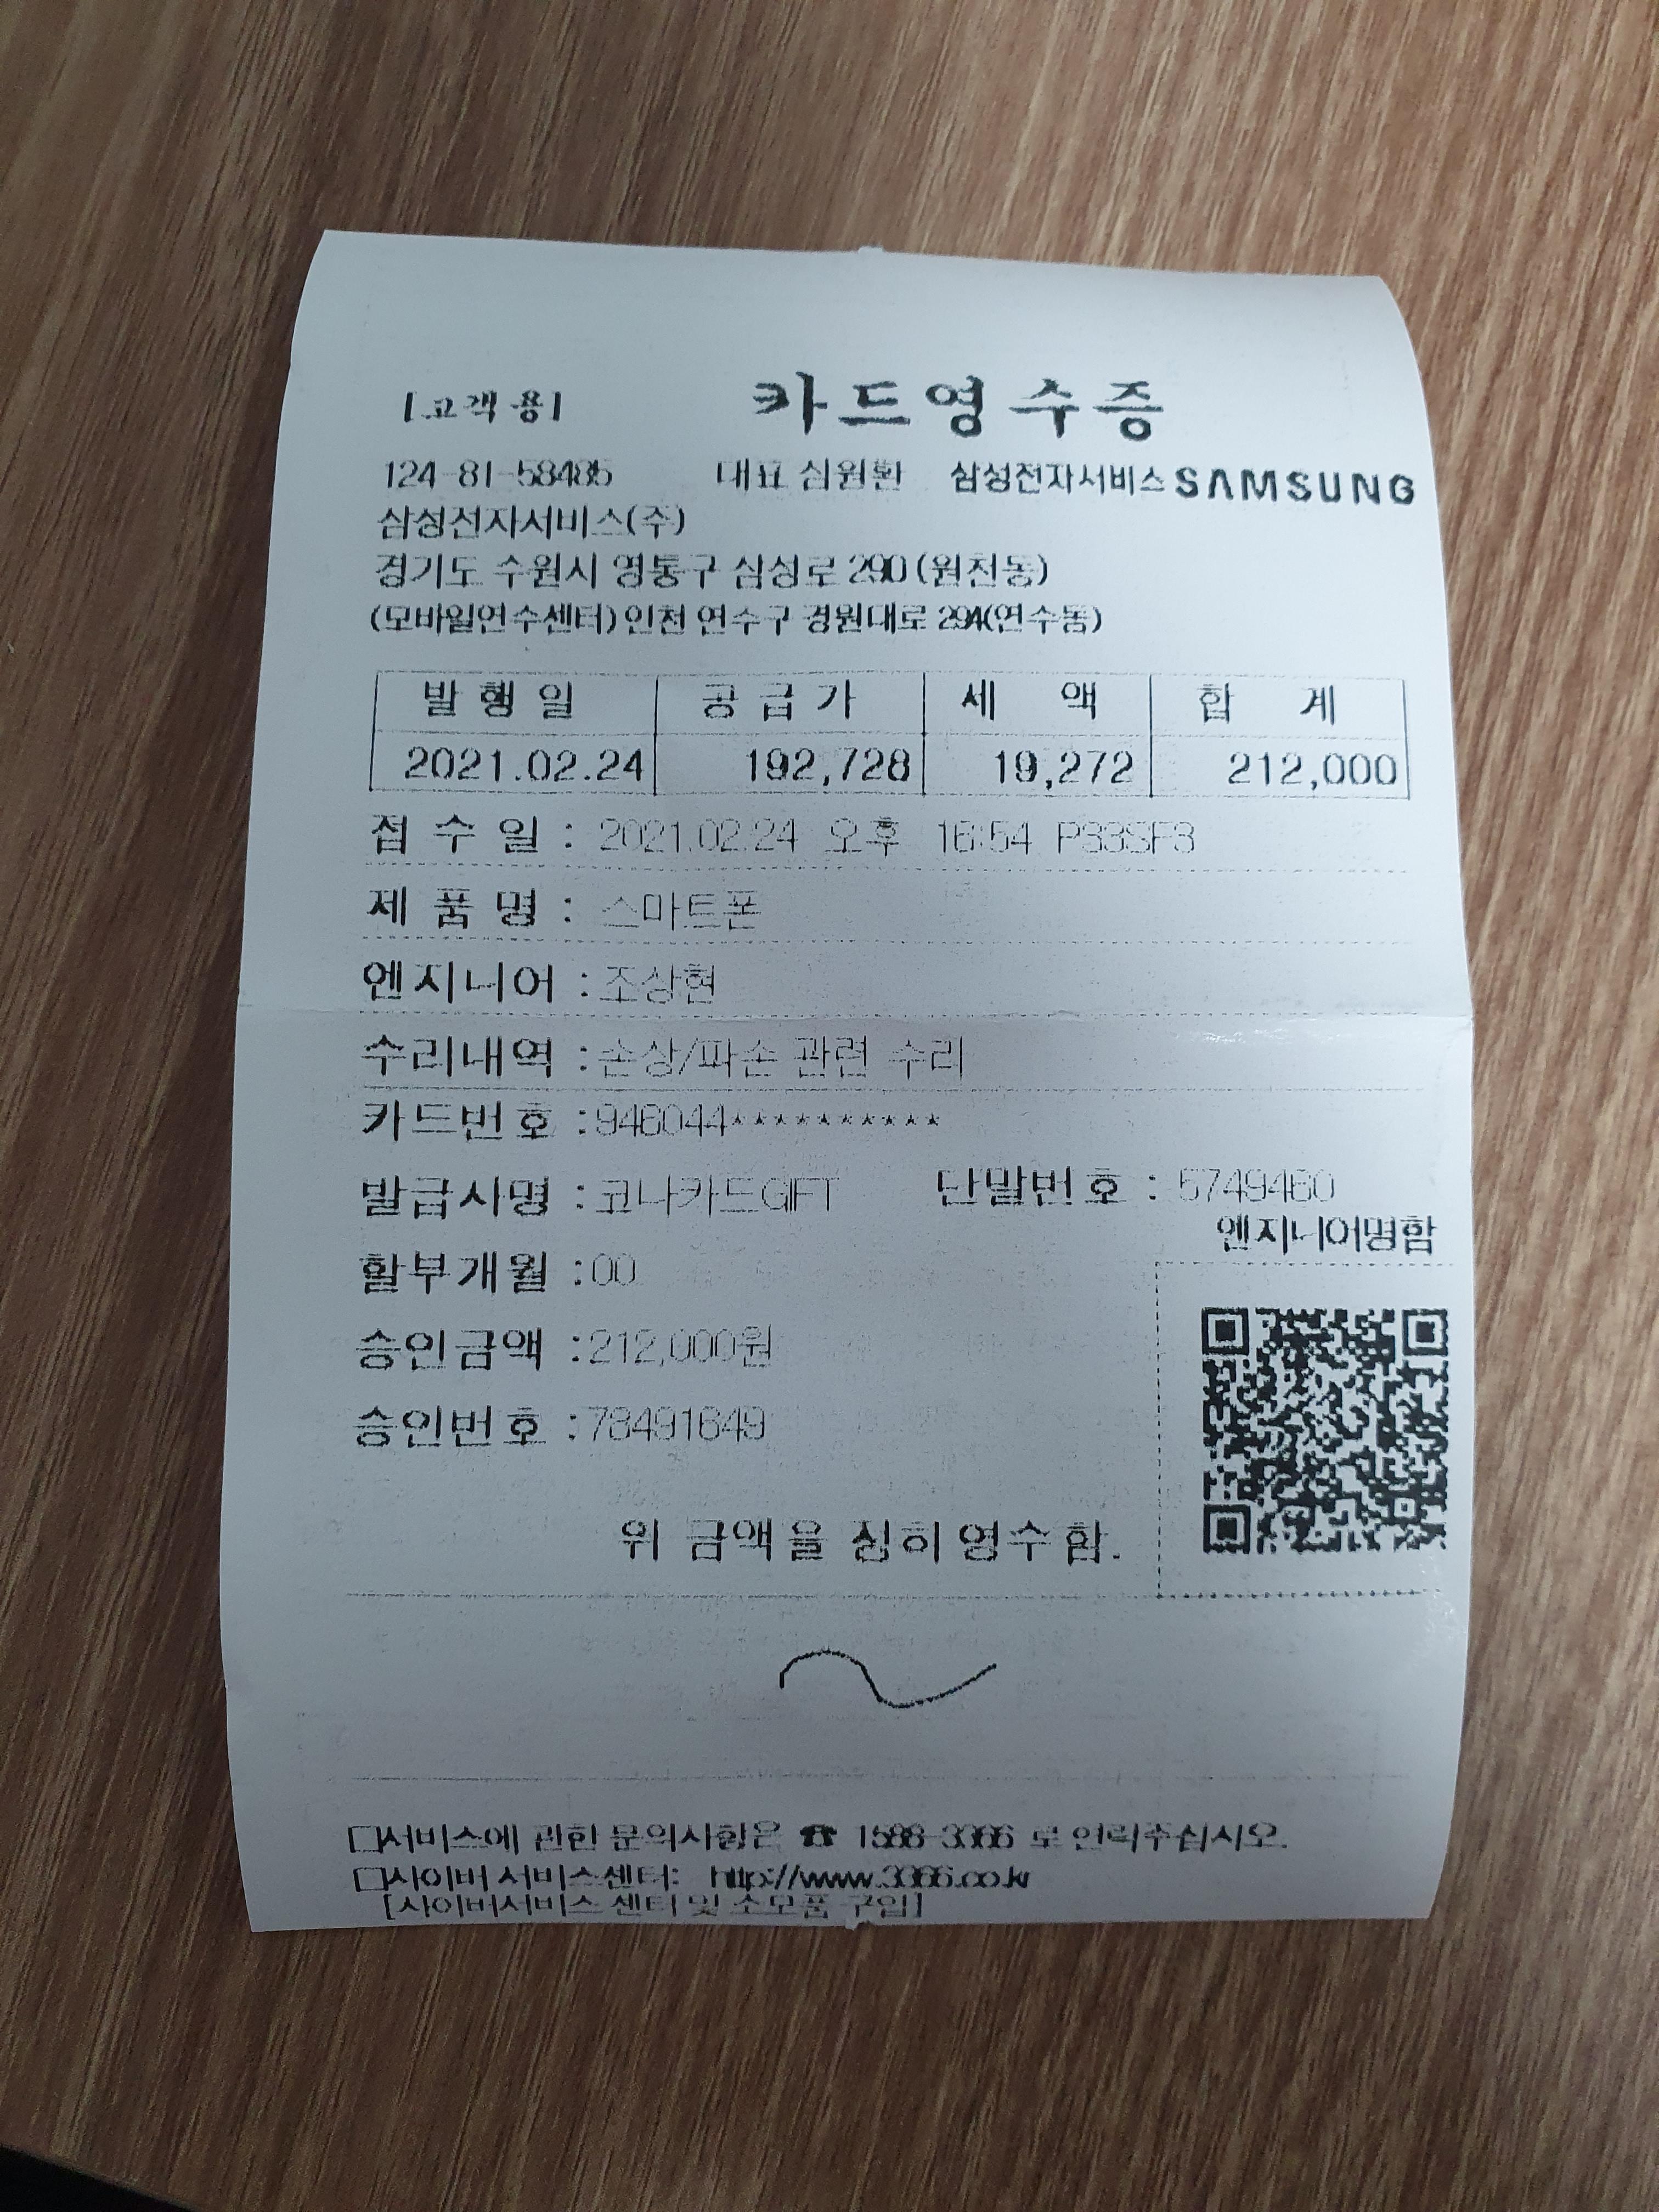 [고객용] 카드영수증
124-81-58485 대표 심원환 삼성전자서비스 SAMSUNG
삼성전자서비스(주)
경기도 수원시 영통구 삼성로 290 (원천동)
(모바일연수센터) 인천 연수구 경원대로 294(연수동)
발행일 공급가 세액 합계
2021.02.24 192,728 19,272 212,000
접수일 : 2021.02.24 오후 16:54 P33SF3
제품명 : 스마트폰
엔지니어 : 조상현
수리내역 : 손상/파손 관련 수리
카드번호 : 946044**********
발급사명 : 코나카드GIFT 단말번호 : 5749460
엔지니어명함
할부개월 : 00
승인금액 : 212,000원
승인번호 : 78491649
위 금액을 정히 영수함.
□서비스에 관한 문의사항은 ☎ 1588-3366 로 연락주십시오.
□사이버 서비스센터: http://www.3366.co.kr
[사이버서비스 센터 및 소모품 구입]